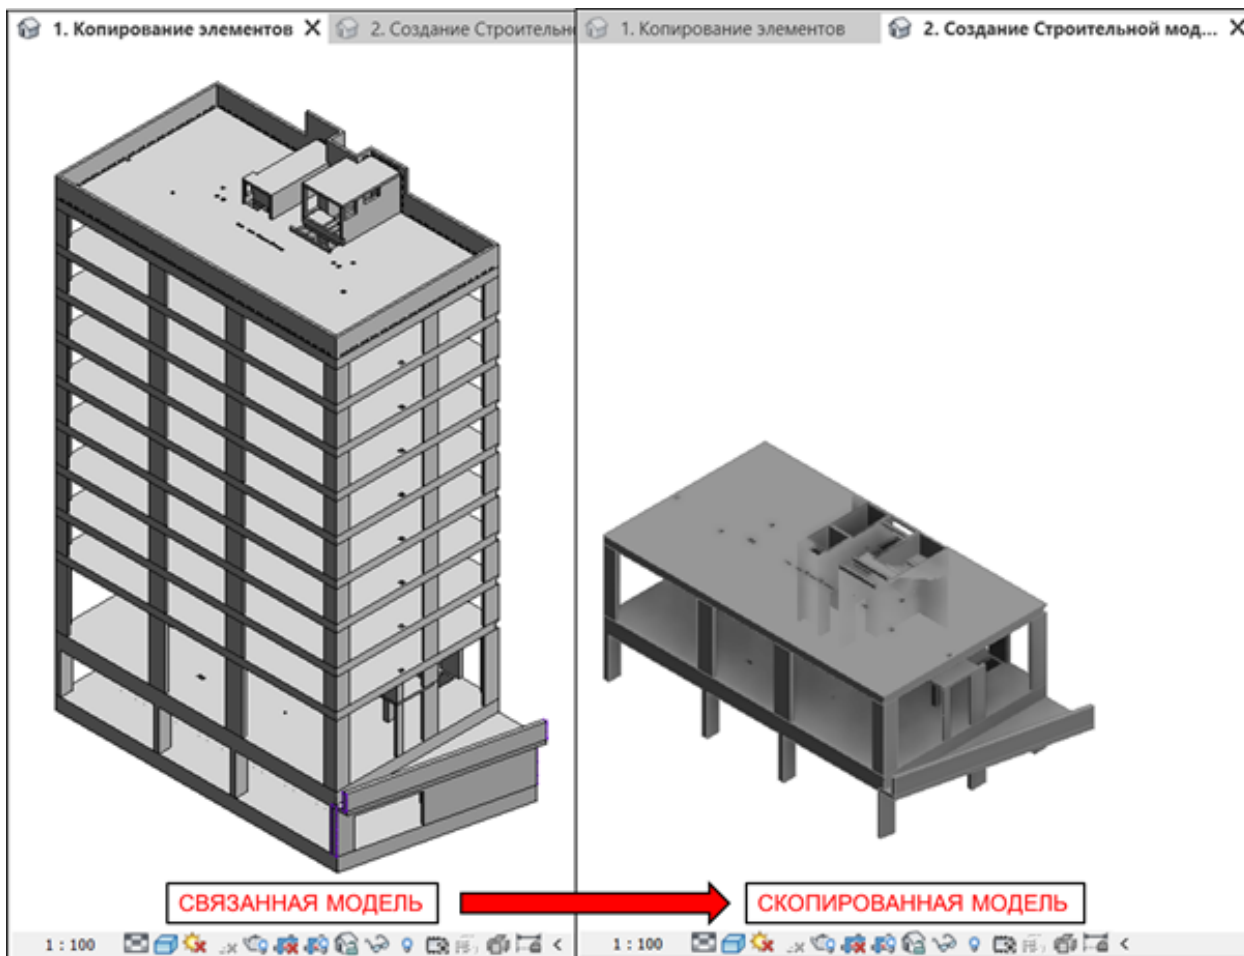 1. Копирование элементов
2. Создание Строительн
1. Копирование элементов
2. Создание Строительной мод...
СВЯЗАННАЯ МОДЕЛЬ
СКОПИРОВАННАЯ МОДЕЛЬ
1 : 100
1 : 100